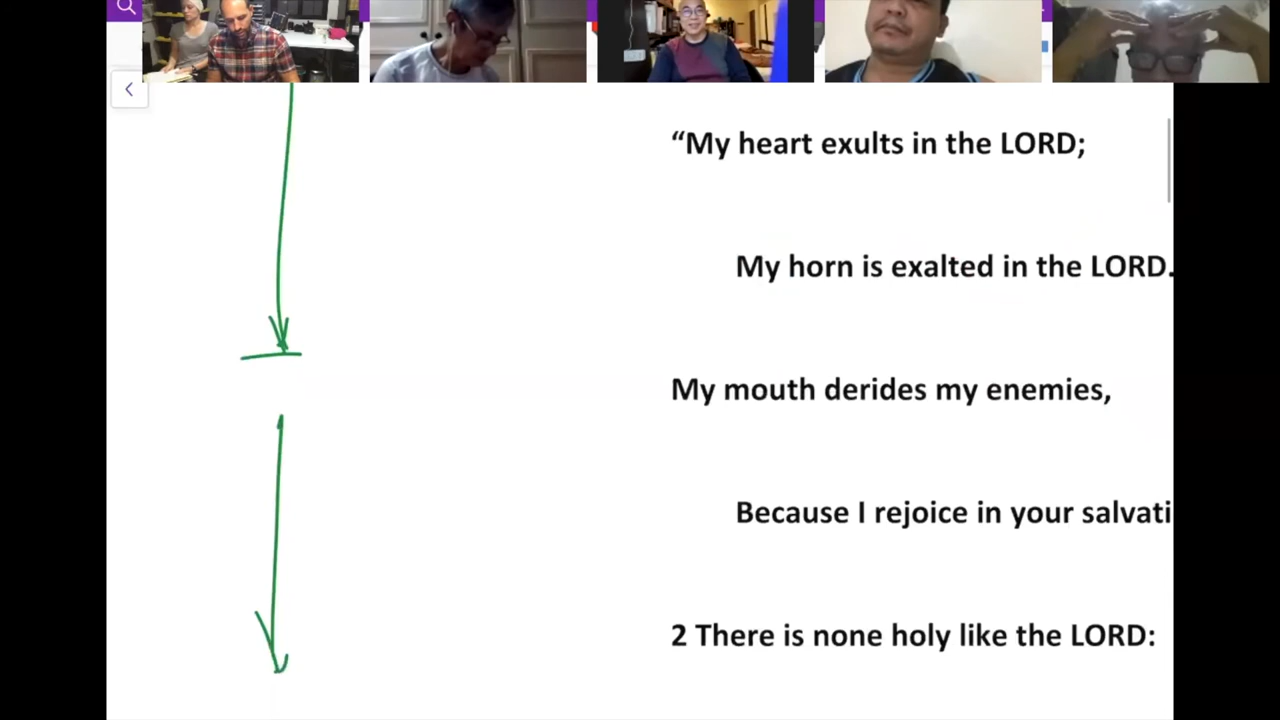 “My heart exults in the LORD;
My horn is exalted in the LORD.
My mouth derides my enemies,
Because I rejoice in your salvati
2 There is none holy like the LORD: